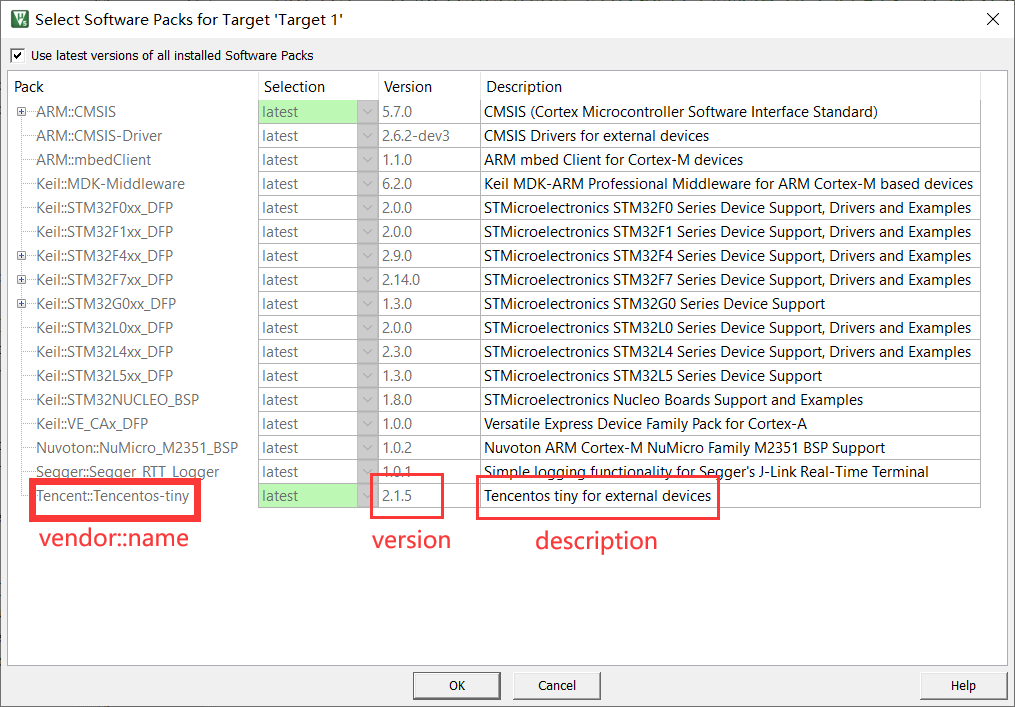 Select Software Packs for Target 'Target 1'
Use latest versions of all installed Software Packs
Pack Selection Version Description
ARM::CMSIS latest 5.7.0 CMSIS (Cortex Microcontroller Software Interface Standard)
ARM::CMSIS-Driver latest 2.6.2-dev3 CMSIS Drivers for external devices
ARM::mbedClient latest 1.1.0 ARM mbed Client for Cortex-M devices
Keil::MDK-Middleware latest 6.2.0 Keil MDK-ARM Professional Middleware for ARM Cortex-M based devices
Keil::STM32F0xx_DFP latest 2.0.0 STMicroelectronics STM32F0 Series Device Support, Drivers and Examples
Keil::STM32F1xx_DFP latest 2.0.0 STMicroelectronics STM32F1 Series Device Support, Drivers and Examples
Keil::STM32F4xx_DFP latest 2.9.0 STMicroelectronics STM32F4 Series Device Support, Drivers and Examples
Keil::STM32F7xx_DFP latest 2.14.0 STMicroelectronics STM32F7 Series Device Support, Drivers and Examples
Keil::STM32G0xx_DFP latest 1.3.0 STMicroelectronics STM32G0 Series Device Support
Keil::STM32L0xx_DFP latest 2.0.0 STMicroelectronics STM32L0 Series Device Support, Drivers and Examples
Keil::STM32L4xx_DFP latest 2.3.0 STMicroelectronics STM32L4 Series Device Support, Drivers and Examples
Keil::STM32L5xx_DFP latest 1.3.0 STMicroelectronics STM32L5 Series Device Support
Keil::STM32NUCLEO_BSP latest 1.8.0 STMicroelectronics Nucleo Boards Support and Examples
Keil::VE_CAx_DFP latest 1.0.0 Versatile Express Device Family Pack for Cortex-A
Nuvoton::NuMicro_M2351_BSP latest 1.0.2 Nuvoton ARM Cortex-M NuMicro Family M2351 BSP Support
Segger::Segger_RTT_Logger latest 1.0.1 Simple logging functionality for Segger's J-Link Real-Time Terminal
Tencent::Tencentos-tiny latest 2.1.5 Tencentos tiny for external devices
vendor::name version description
OK Cancel Help